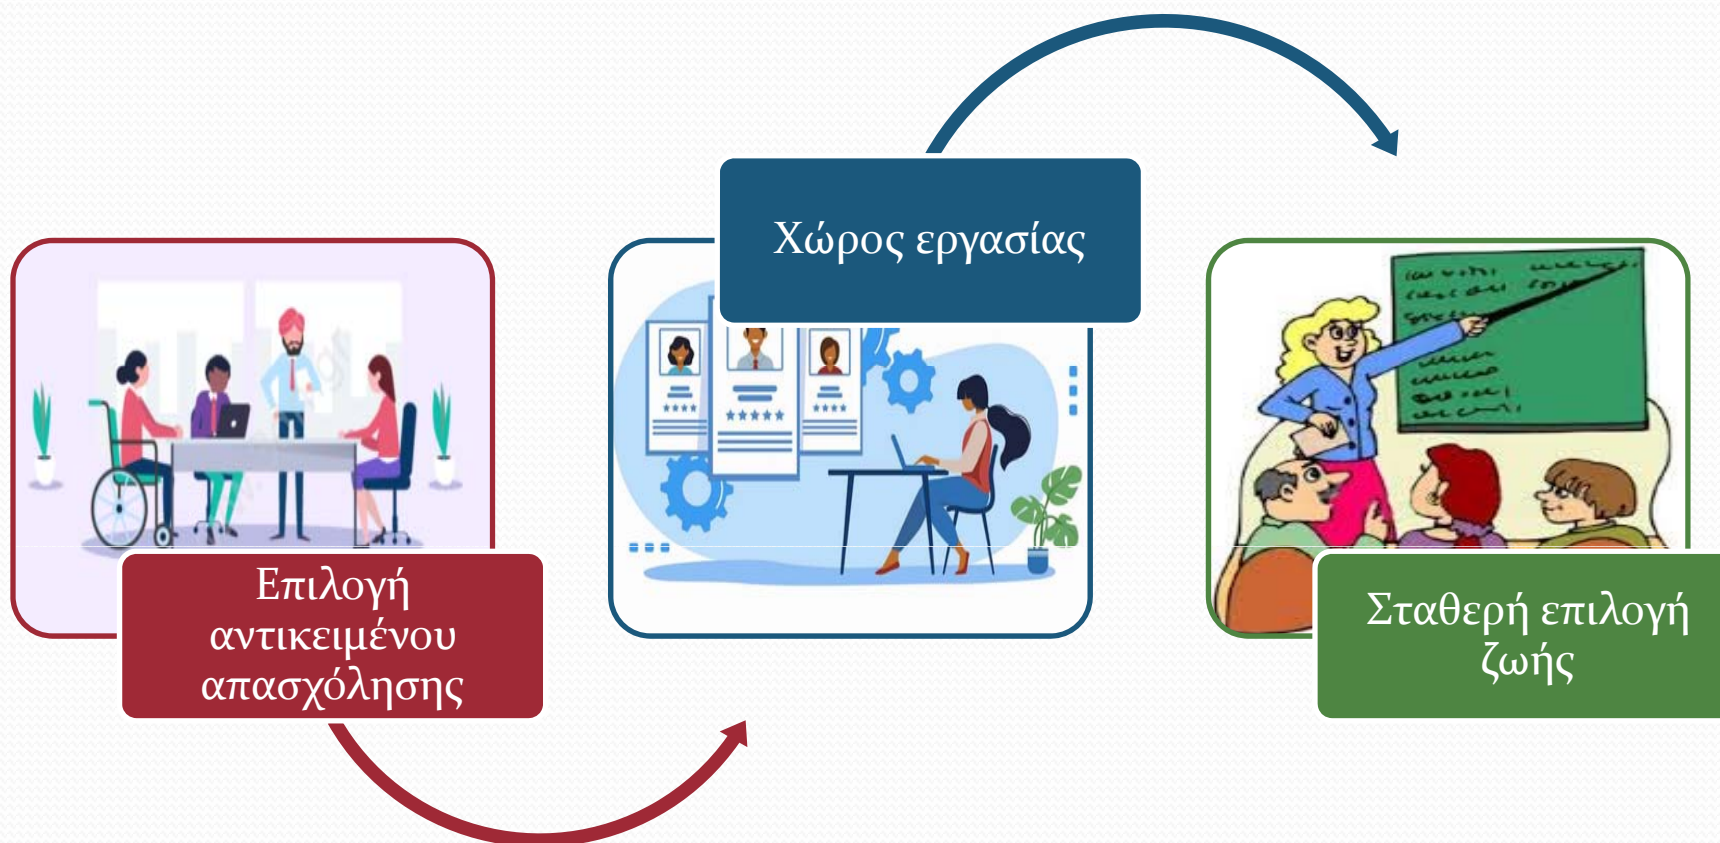 Επιλογή
αντικειμένου
απασχόλησης
Χώρος εργασίας
Σταθερή επιλογή
ζωής